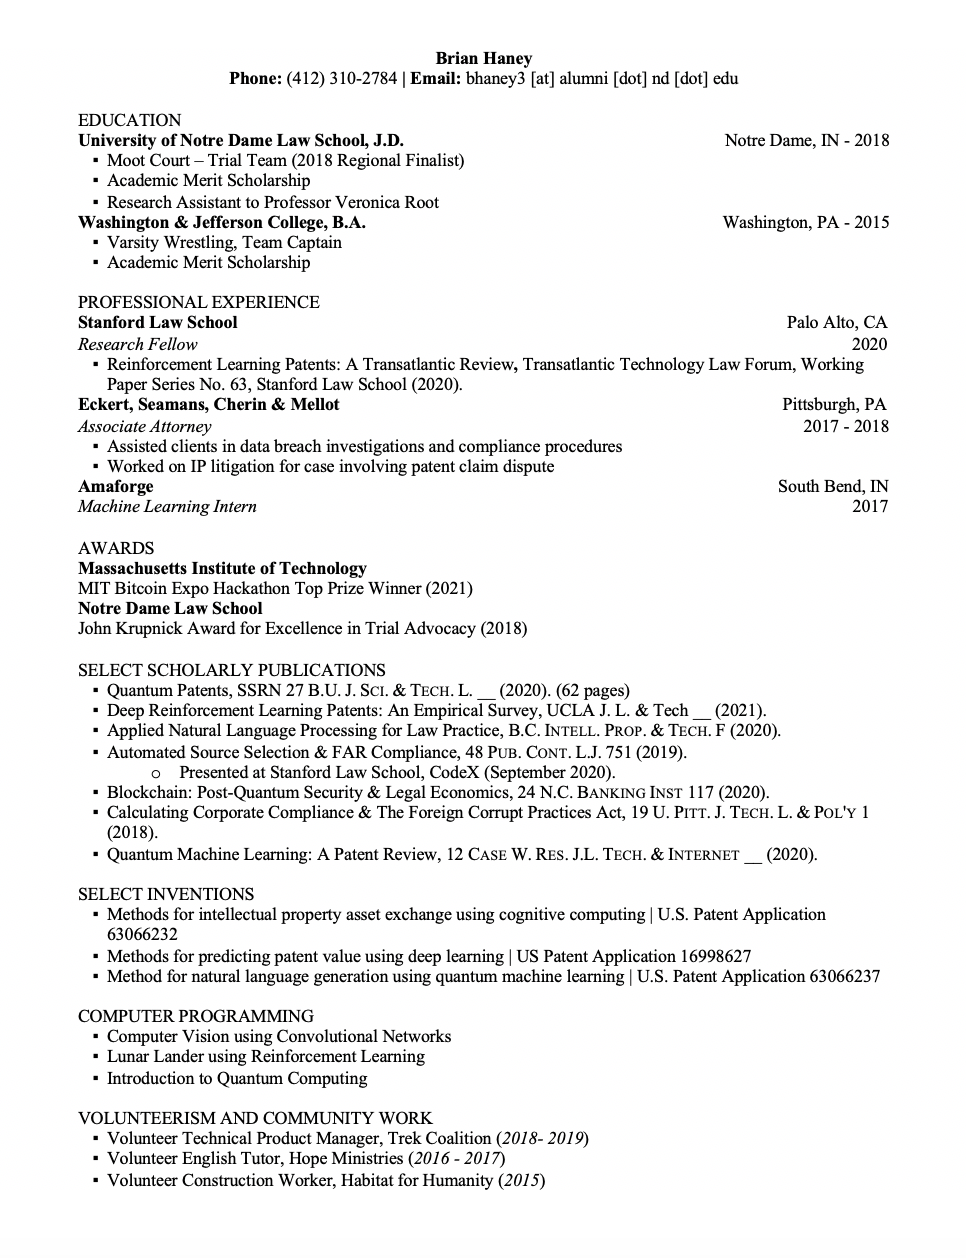 Brian Haney
Phone: (412) 310-2784 | Email: bhaney3 [at] alumni [dot] nd [dot] edu
EDUCATION
University of Notre Dame Law School, J.D. Notre Dame, IN - 2018
▪ Moot Court – Trial Team (2018 Regional Finalist)
▪ Academic Merit Scholarship
▪ Research Assistant to Professor Veronica Root
Washington & Jefferson College, B.A. Washington, PA - 2015
▪ Varsity Wrestling, Team Captain
▪ Academic Merit Scholarship
PROFESSIONAL EXPERIENCE
Stanford Law School Palo Alto, CA
Research Fellow 2020
▪ Reinforcement Learning Patents: A Transatlantic Review, Transatlantic Technology Law Forum, Working
Paper Series No. 63, Stanford Law School (2020).
Eckert, Seamans, Cherin & Mellot Pittsburgh, PA
Associate Attorney 2017 - 2018
▪ Assisted clients in data breach investigations and compliance procedures
▪ Worked on IP litigation for case involving patent claim dispute
Amaforge South Bend, IN
Machine Learning Intern 2017
AWARDS
Massachusetts Institute of Technology
MIT Bitcoin Expo Hackathon Top Prize Winner (2021)
Notre Dame Law School
John Krupnick Award for Excellence in Trial Advocacy (2018)
SELECT SCHOLARLY PUBLICATIONS
▪ Quantum Patents, SSRN 27 B.U. J. SCI. & TECH. L. __ (2020). (62 pages)
▪ Deep Reinforcement Learning Patents: An Empirical Survey, UCLA J. L. & Tech __ (2021).
▪ Applied Natural Language Processing for Law Practice, B.C. INTELL. PROP. & TECH. F (2020).
▪ Automated Source Selection & FAR Compliance, 48 PUB. CONT. L.J. 751 (2019).
o Presented at Stanford Law School, CodeX (September 2020).
▪ Blockchain: Post-Quantum Security & Legal Economics, 24 N.C. BANKING INST 117 (2020).
▪ Calculating Corporate Compliance & The Foreign Corrupt Practices Act, 19 U. PITT. J. TECH. L. & POL'Y 1
(2018).
▪ Quantum Machine Learning: A Patent Review, 12 CASE W. RES. J.L. TECH. & INTERNET __ (2020).
SELECT INVENTIONS
▪ Methods for intellectual property asset exchange using cognitive computing | U.S. Patent Application
63066232
▪ Methods for predicting patent value using deep learning | US Patent Application 16998627
▪ Method for natural language generation using quantum machine learning | U.S. Patent Application 63066237
COMPUTER PROGRAMMING
▪ Computer Vision using Convolutional Networks
▪ Lunar Lander using Reinforcement Learning
▪ Introduction to Quantum Computing
VOLUNTEERISM AND COMMUNITY WORK
▪ Volunteer Technical Product Manager, Trek Coalition (2018- 2019)
▪ Volunteer English Tutor, Hope Ministries (2016 - 2017)
▪ Volunteer Construction Worker, Habitat for Humanity (2015)